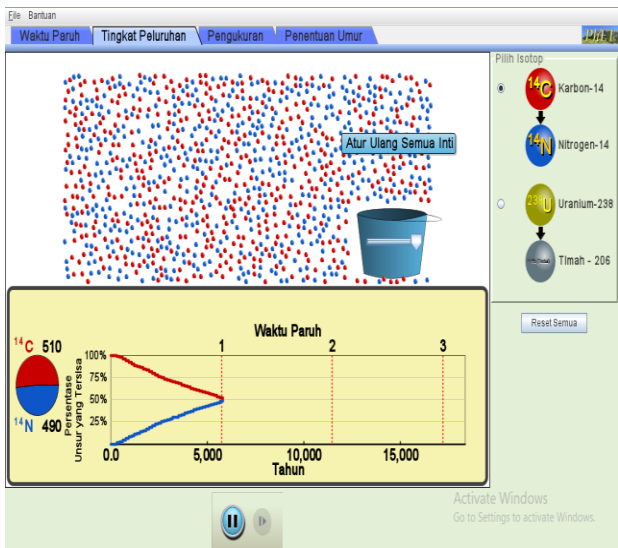 File Bantuan
Waktu Paruh Tingkat Peluruhan Pengukuran Penentuan Umur
PhET
Pilih Isotop
14C Karbon-14
14N Nitrogen-14
Uranium-238
TImah - 206
Reset Semua
Atur Ulang Semua Inti
Waktu Paruh
1 2 3
14C 510
14N 490
Persentase
Unsur yang Tersisa
100%
75%
50%
25%
0.0 5,000 10,000 15,000
Tahun
Activate Windows
Go to Settings to activate Windows.